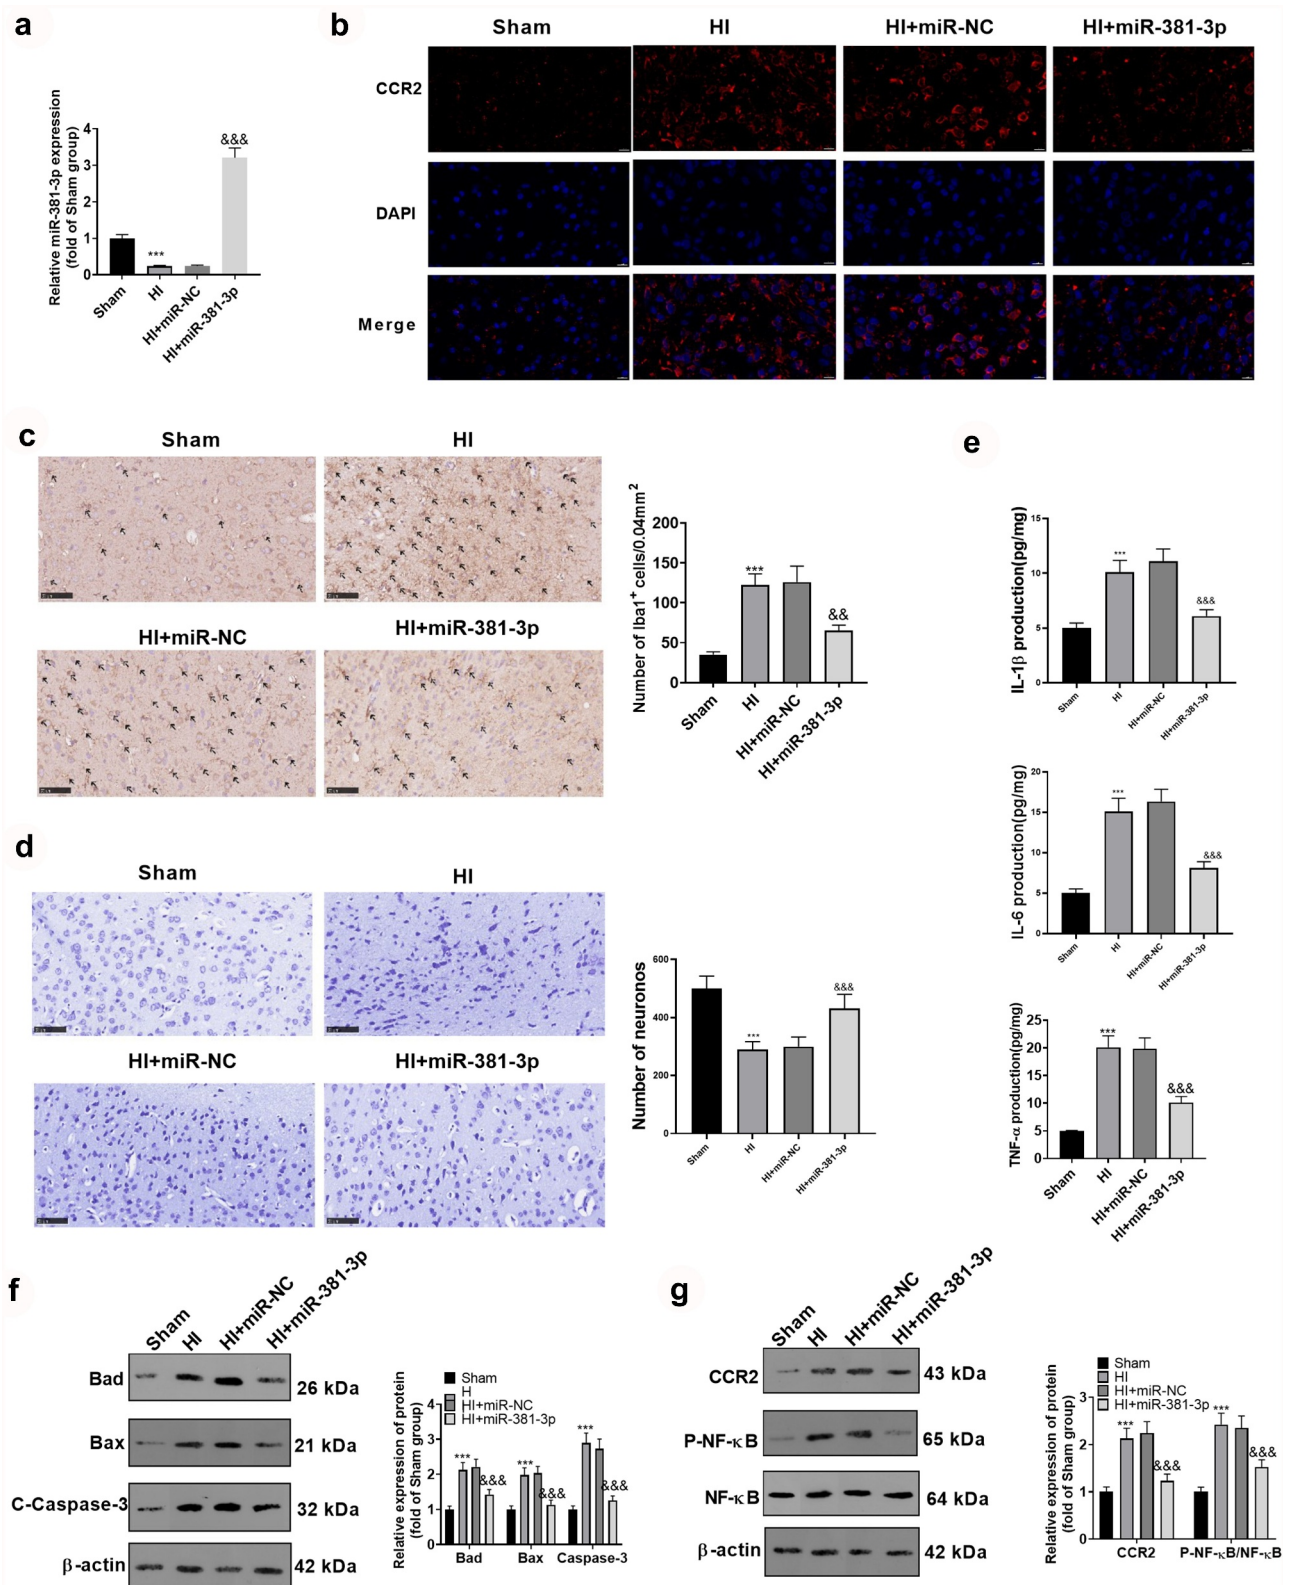 a
Relative miR-381-3p expression
(fold of Sham group)
4
3
2
1
0
***
&&&
Sham
HI
HI+miR-NC
HI+miR-381-3p
b
Sham
HI
HI+miR-NC
HI+miR-381-3p
CCR2
DAPI
Merge
c
Sham
HI
HI+miR-NC
HI+miR-381-3p
Number of Iba1+ cells/0.04mm2
200
150
100
50
0
***
&&
Sham
HI
HI+miR-NC
HI+miR-381-3p
e
IL-1β production(pg/mg)
15
10
5
0
***
&&&
Sham
HI
HI+miR-NC
HI+miR-381-3p
IL-6 production(pg/mg)
20
15
10
5
0
***
&&&
Sham
HI
HI+miR-NC
HI+miR-381-3p
TNF-α production(pg/mg)
25
20
15
10
5
0
***
&&&
Sham
HI
HI+miR-NC
HI+miR-381-3p
d
Sham
HI
HI+miR-NC
HI+miR-381-3p
Number of neuronos
600
400
200
0
***
&&&
Sham
HI
HI+miR-NC
HI+miR-381-3p
f
Sham
HI
HI+miR-NC
HI+miR-381-3p
Bad
26 kDa
Bax
21 kDa
C-Caspase-3
32 kDa
β-actin
42 kDa
Relative expression of protein
(fold of Sham group)
Sham
H
HI+miR-NC
HI+miR-381-3p
4
3
2
1
0
***
&&&
***
&&&
***
&&&
Bad
Bax
Caspase-3
g
Sham
HI
HI+miR-NC
HI+miR-381-3p
CCR2
43 kDa
P-NF-κB
65 kDa
NF-κB
64 kDa
β-actin
42 kDa
Relative expression of protein
(fold of Sham group)
Sham
HI
HI+miR-NC
HI+miR-381-3p
3
2
1
0
***
&&&
***
&&&
CCR2
P-NF-κB/NF-κB